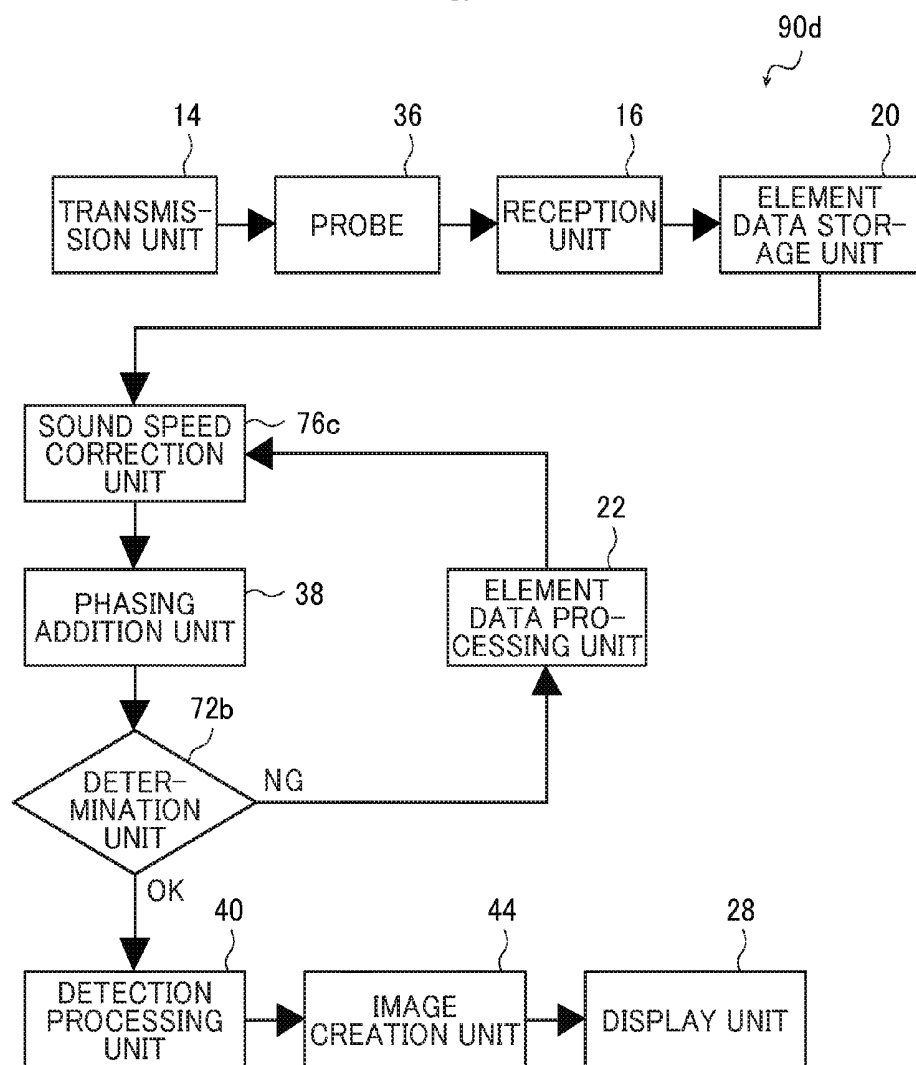 90d
14
36
16
20
TRANSMIS-
SION UNIT
PROBE
RECEPTION
UNIT
ELEMENT
DATA STOR-
AGE UNIT
SOUND SPEED
CORRECTION
UNIT
76c
22
PHASING
ADDITION UNIT
38
ELEMENT
DATA PRO-
CESSING UNIT
72b
DETER-
MINATION
UNIT
NG
OK
40
44
28
DETECTION
PROCESSING
UNIT
IMAGE
CREATION UNIT
DISPLAY UNIT